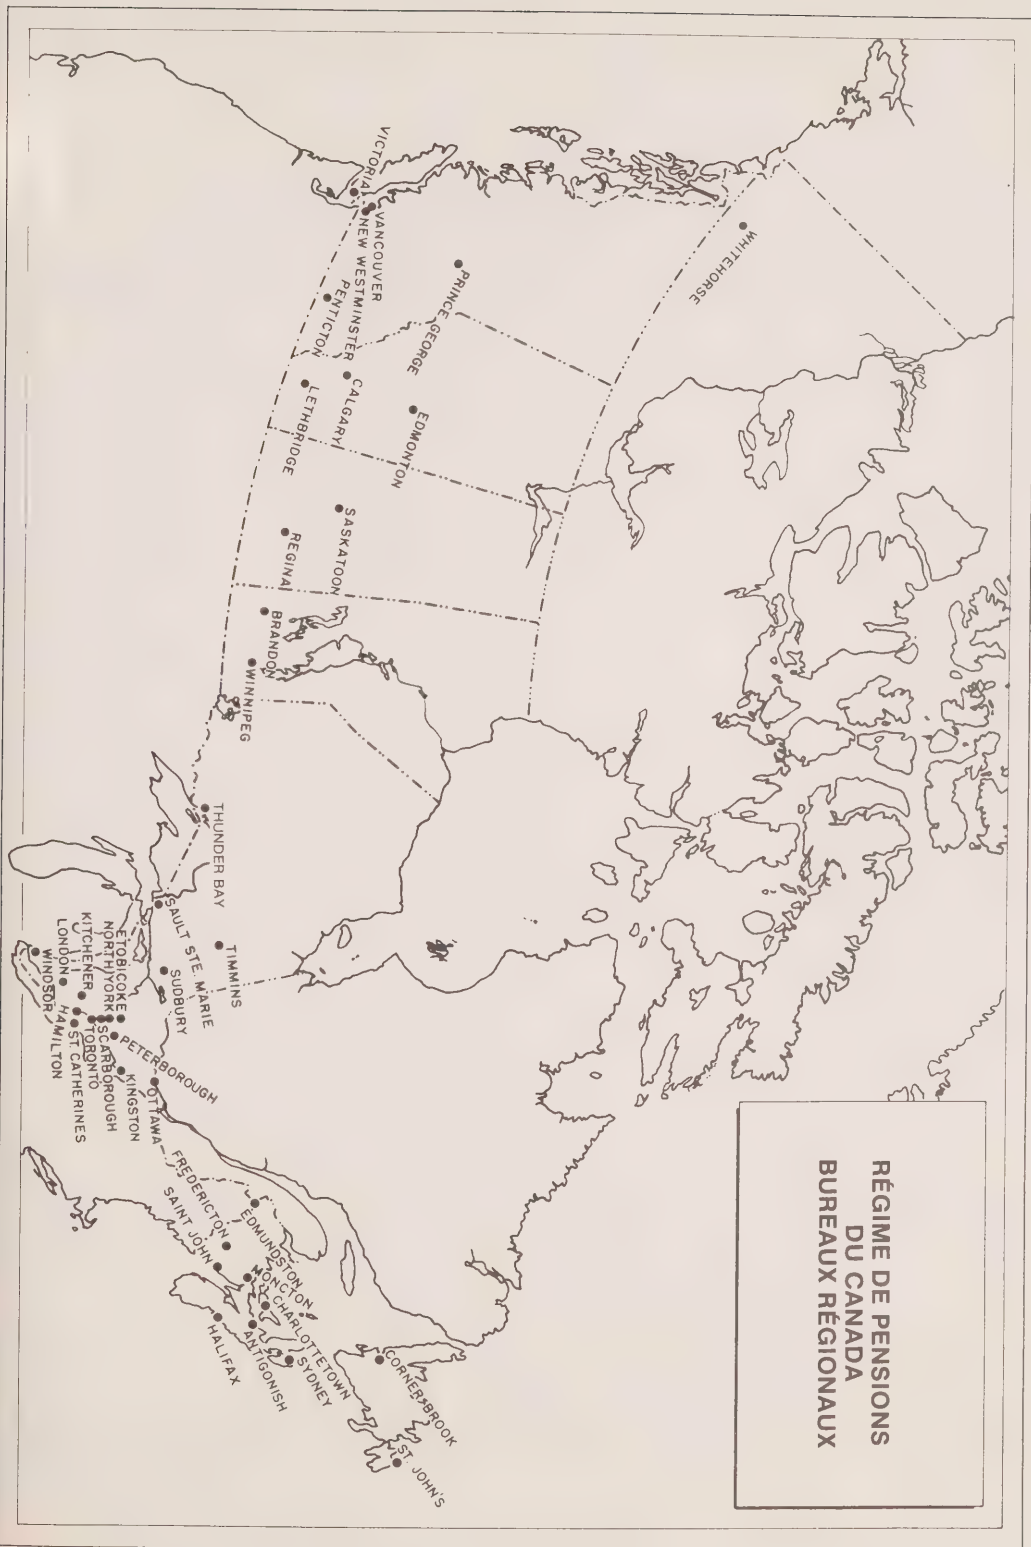 RÉGIME DE PENSIONS
DU CANADA
BUREAUX RÉGIONAUX
WHITEHORSE
PRINCE GEORGE
VICTORIA
VANCOUVER
NEW WESTMINSTER
PENTICTON
EDMONTON
CALGARY
LETHBRIDGE
SASKATOON
REGINA
BRANDON
WINNIPEG
THUNDER BAY
SAULT STE. MARIE
TIMMINS
SUDBURY
ETOBICOKE
NORTH YORK
KITCHENER
LONDON
WINDSOR
HAMILTON
ST. CATHERINES
TORONTO
SCARBOROUGH
PETERBOROUGH
KINGSTON
OTTAWA
EDMUNDSTON
FREDERICTON
SAINT JOHN
MONCTON
CHARLOTTETOWN
HALIFAX
ANTIGONISH
SYDNEY
CORNER BROOK
ST. JOHN'S